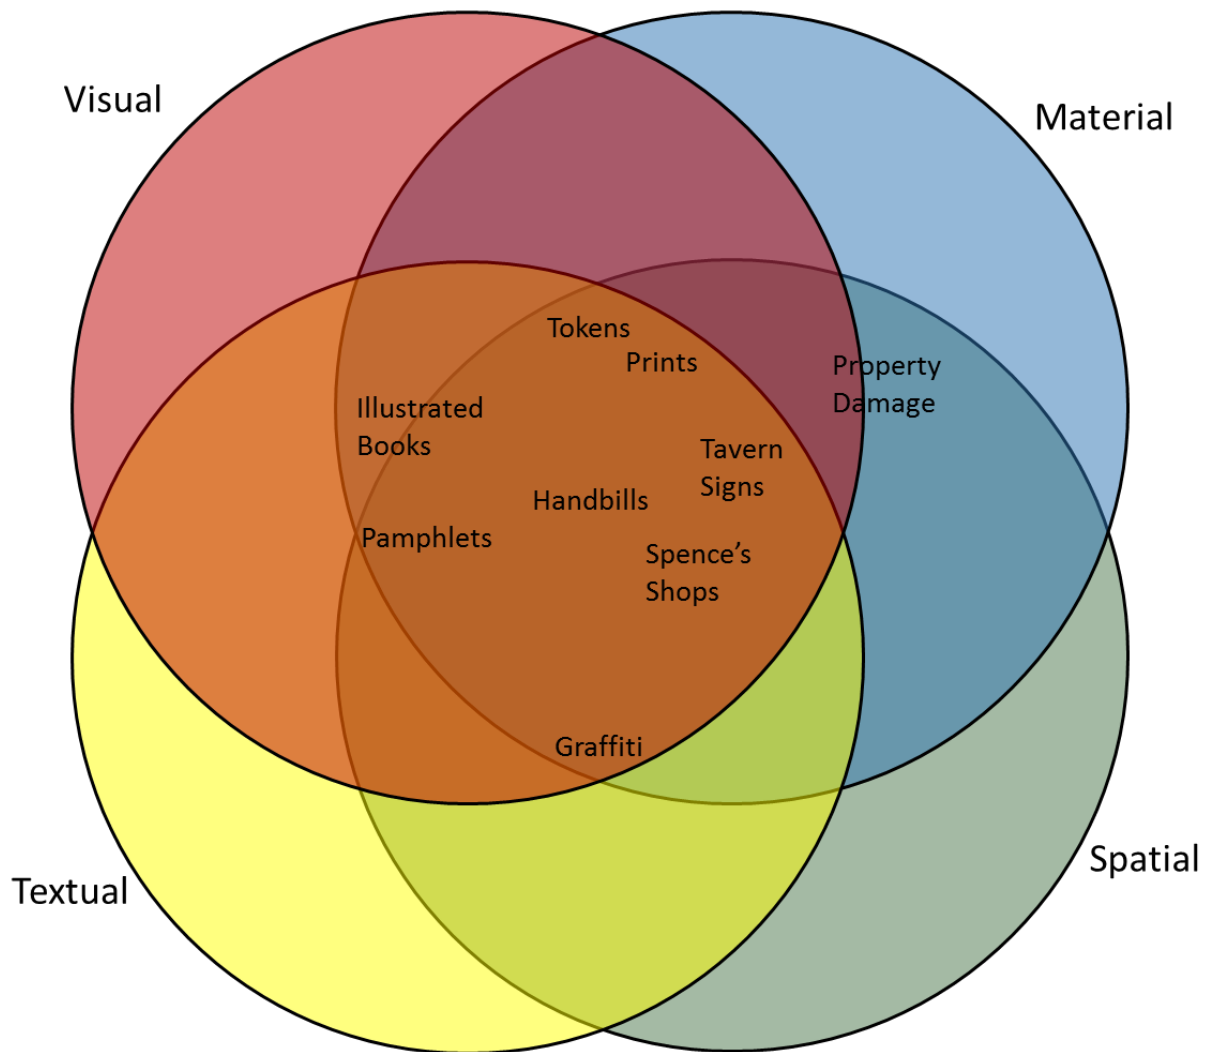 Visual
Material
Tokens
Prints
Property
Damage
Illustrated
Books
Tavern
Signs
Handbills
Pamphlets
Spence’s
Shops
Graffiti
Spatial
Textual